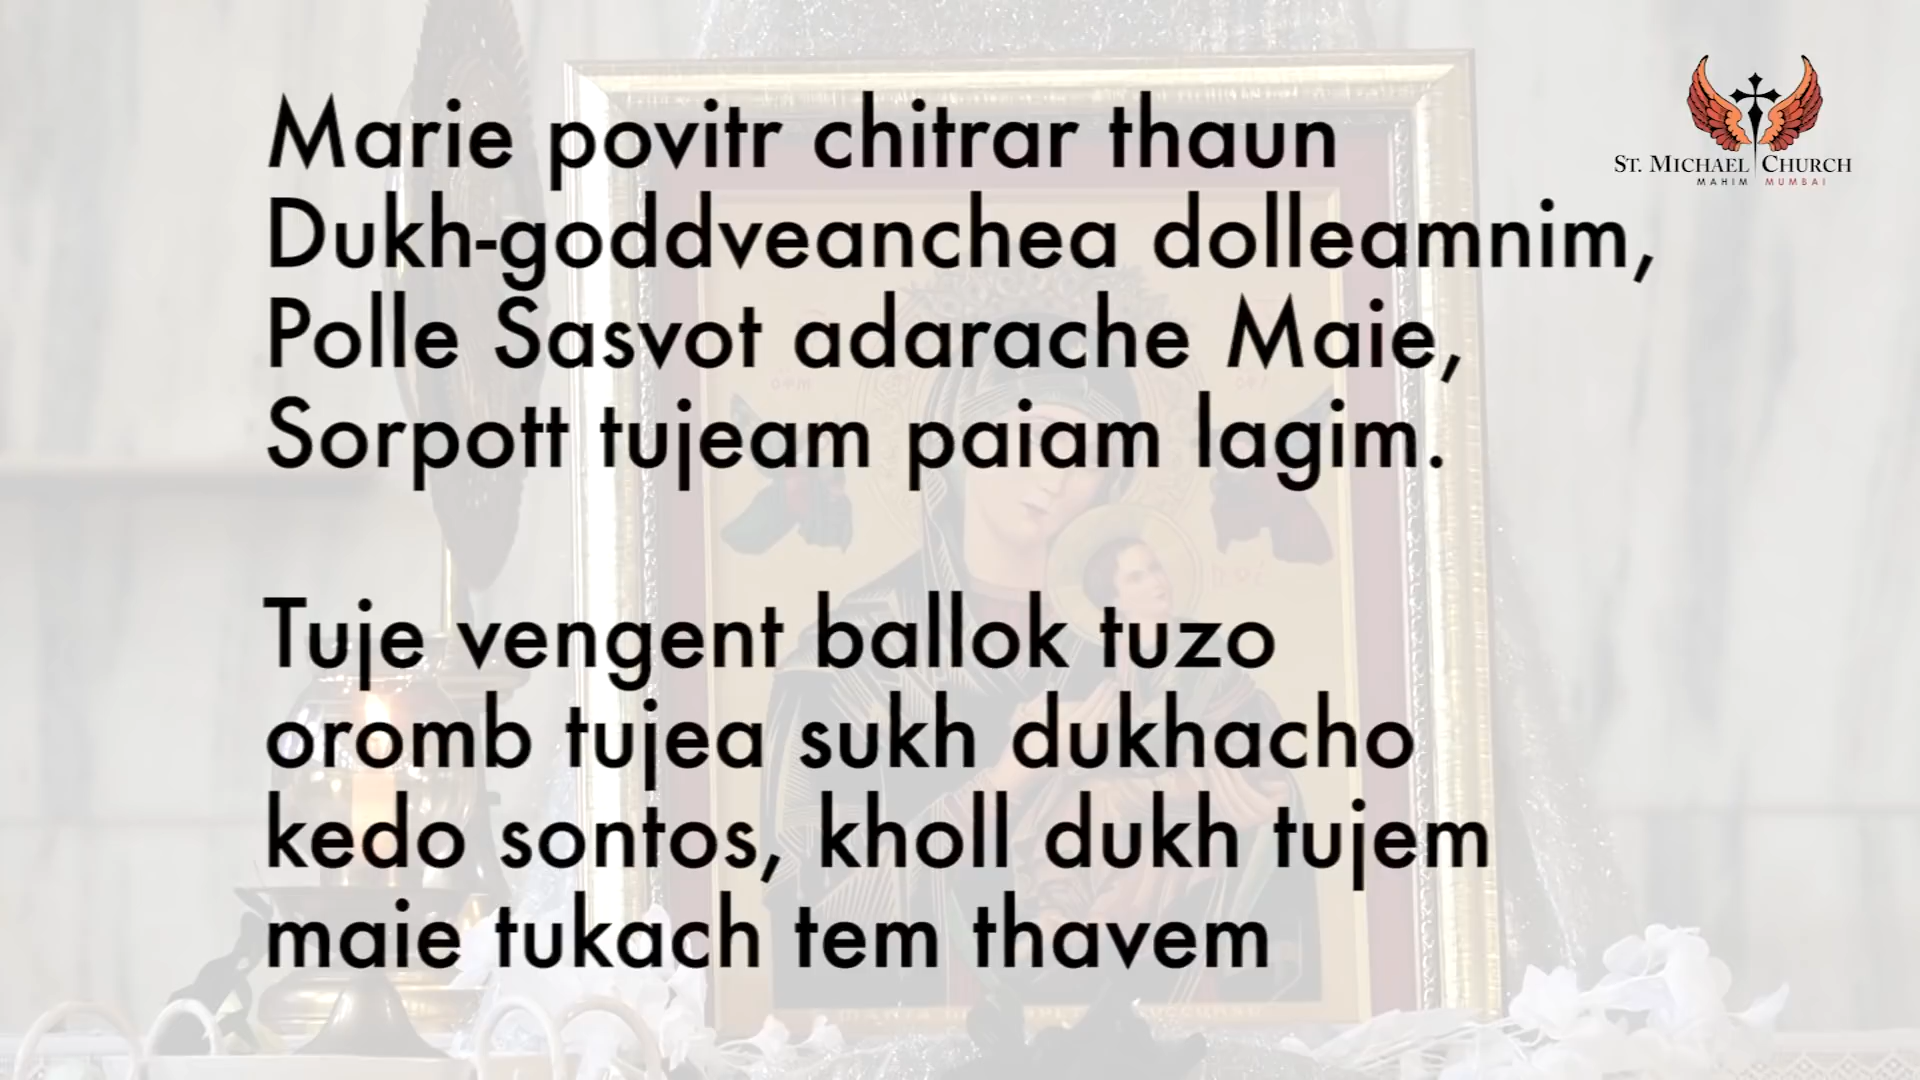 Marie povitr chitrar thaun
Dukh-goddveanchea dolleamnim,
Polle Sasvot adarache Maie,
Sorpott tujeam paiam lagim.
Tuje vengent ballok tuzo
oromb tujea sukh dukhacho
kedo sontos, kholl dukh tujem
maie tukach tem thavem
ST. MICHAEL CHURCH
MAHIM MUMBAI